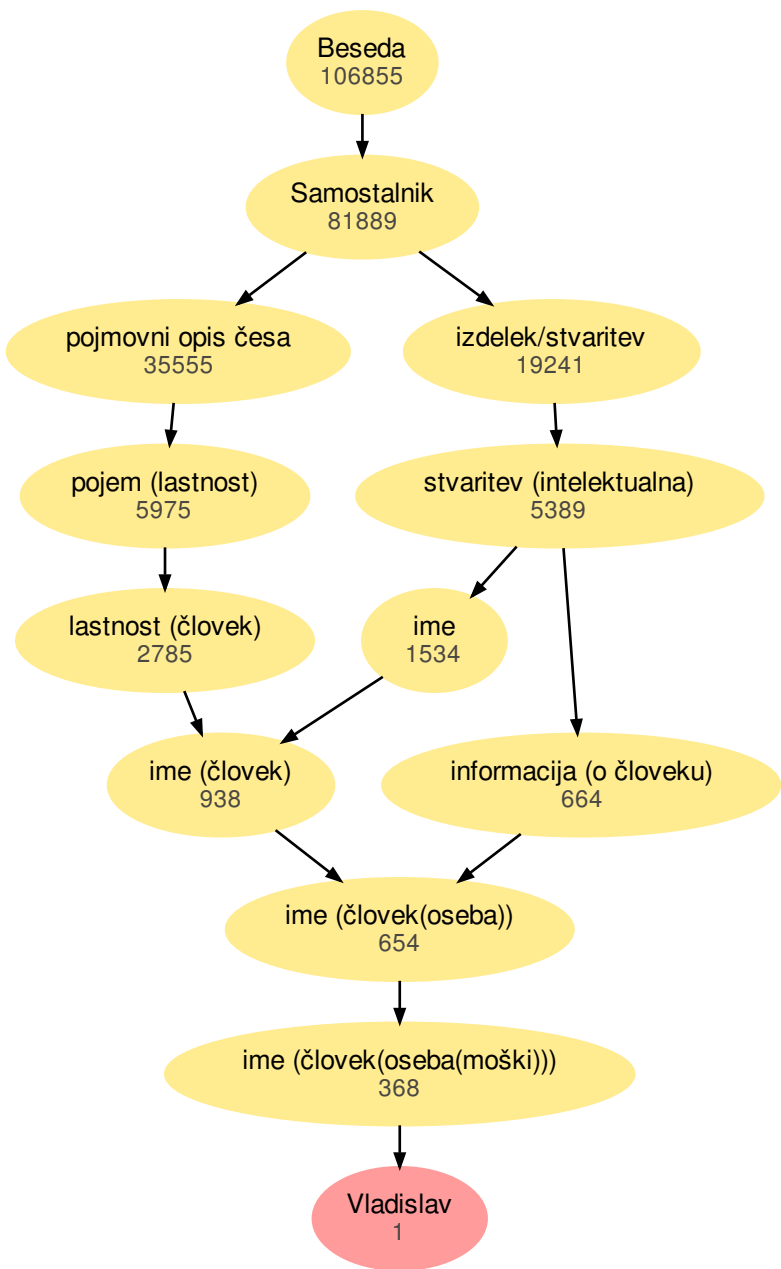 Beseda
106855
Samostalnik
81889
pojmovni opis česa
35555
izdelek/stvaritev
19241
pojem (lastnost)
5975
stvaritev (intelektualna)
5389
lastnost (človek)
2785
ime
1534
ime (človek)
938
informacija (o človeku)
664
ime (človek(oseba))
654
ime (človek(oseba(moški)))
368
Vladislav
1